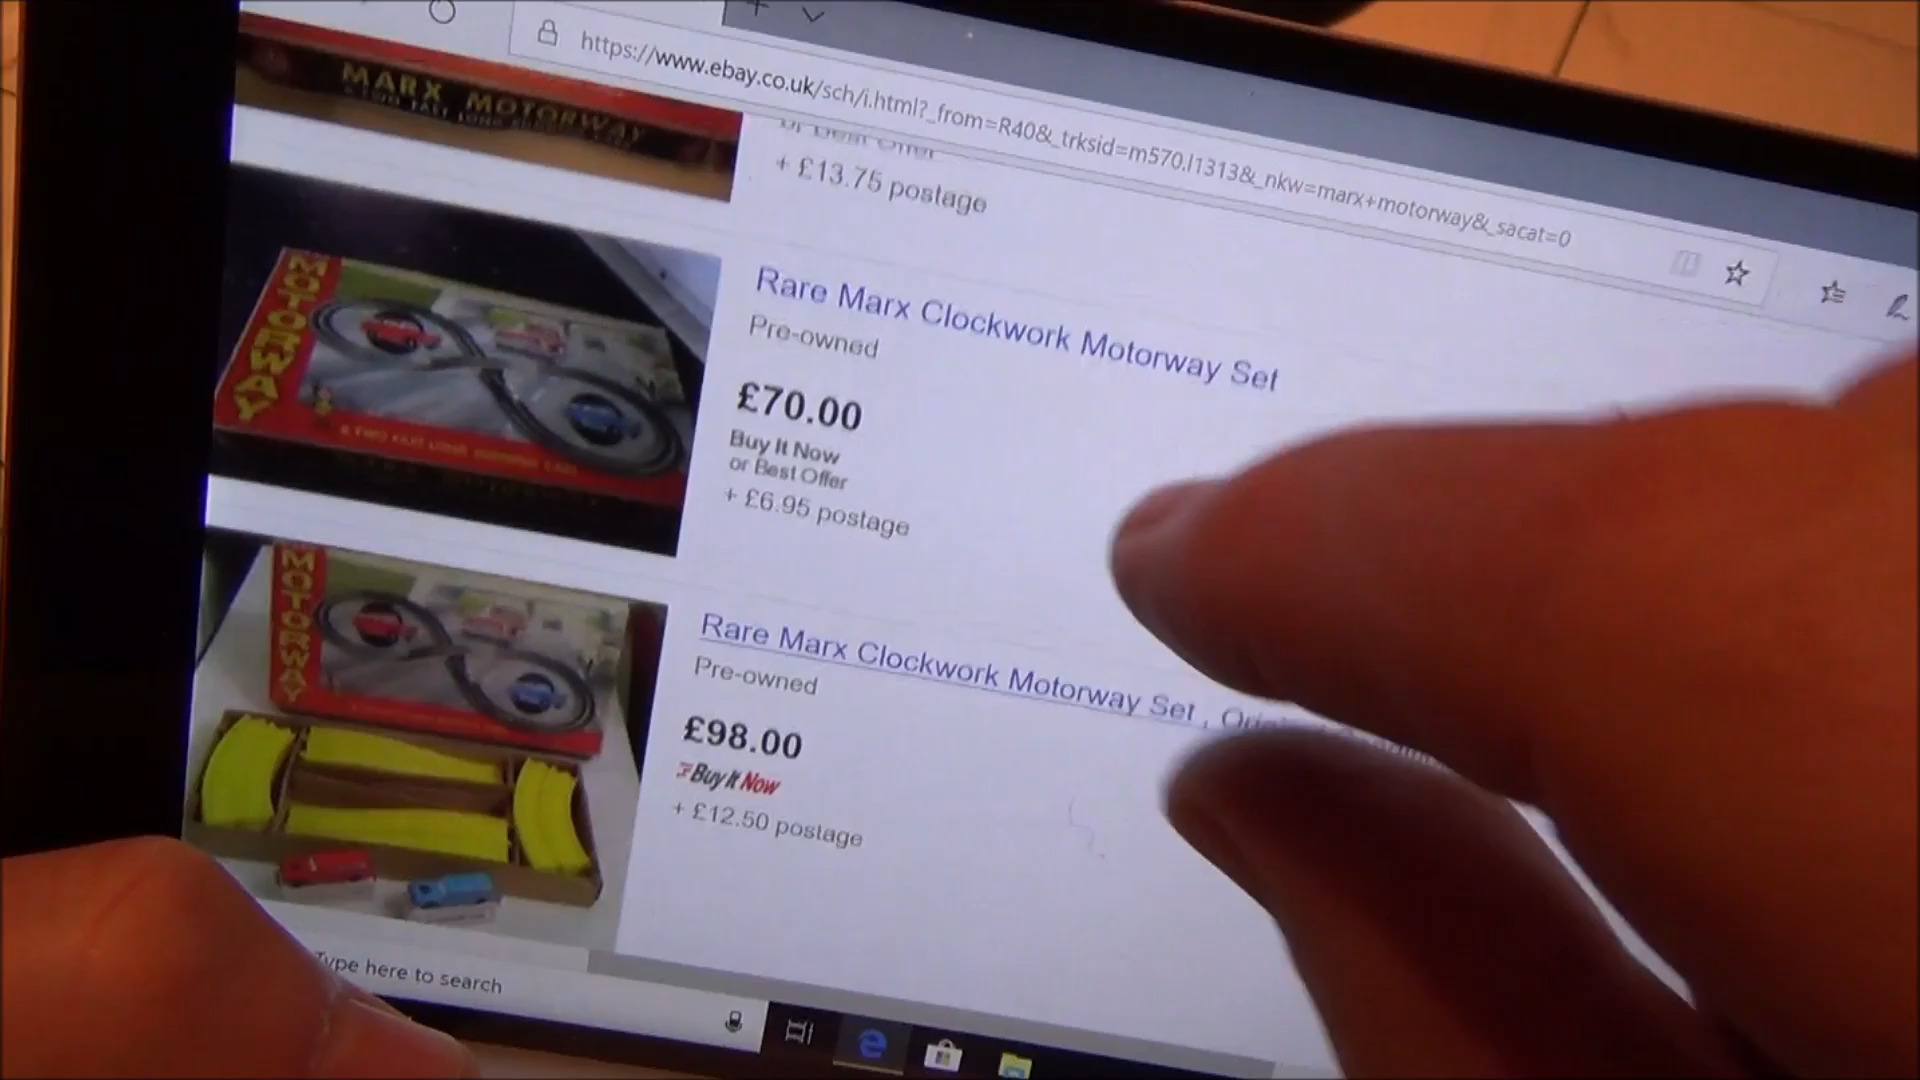 https://www.ebay.co.uk/sch/i.html?_from=R40&_trksid=m570.l1313&_nkw=marx+motorway&_sacat=0
MARX MOTORWAY
or Best Offer
+ £13.75 postage
MOTORWAY
Rare Marx Clockwork Motorway Set
Pre-owned
£70.00
Buy It Now
or Best Offer
+ £6.95 postage
MOTORWAY
Rare Marx Clockwork Motorway Set ,
Pre-owned
£98.00
Buy It Now
+ £12.50 postage
Type here to search